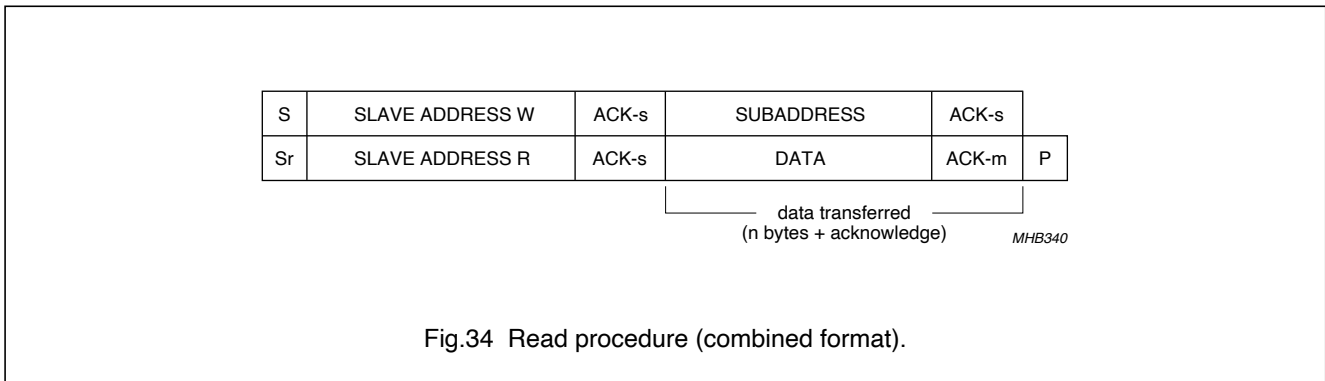 S SLAVE ADDRESS W ACK-s SUBADDRESS ACK-s
Sr SLAVE ADDRESS R ACK-s DATA ACK-m P
data transferred
(n bytes + acknowledge)
MHB340
Fig.34 Read procedure (combined format).